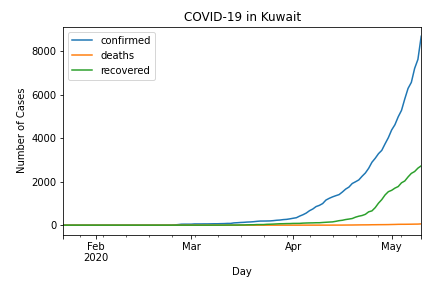 COVID-19 in Kuwait
confirmed
deaths
recovered
Number of Cases
8000
6000
4000
2000
0
Feb Mar Apr May
2020
Day